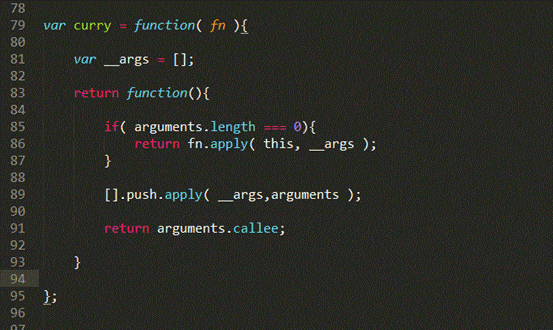 78
79 var curry = function( fn ){
80
81 var __args = [];
82
83 return function(){
84
85 if( arguments.length === 0){
86 return fn.apply( this, __args );
87 }
88
89 [].push.apply( __args,arguments );
90
91 return arguments.callee;
92
93 }
94
95 };
96
97